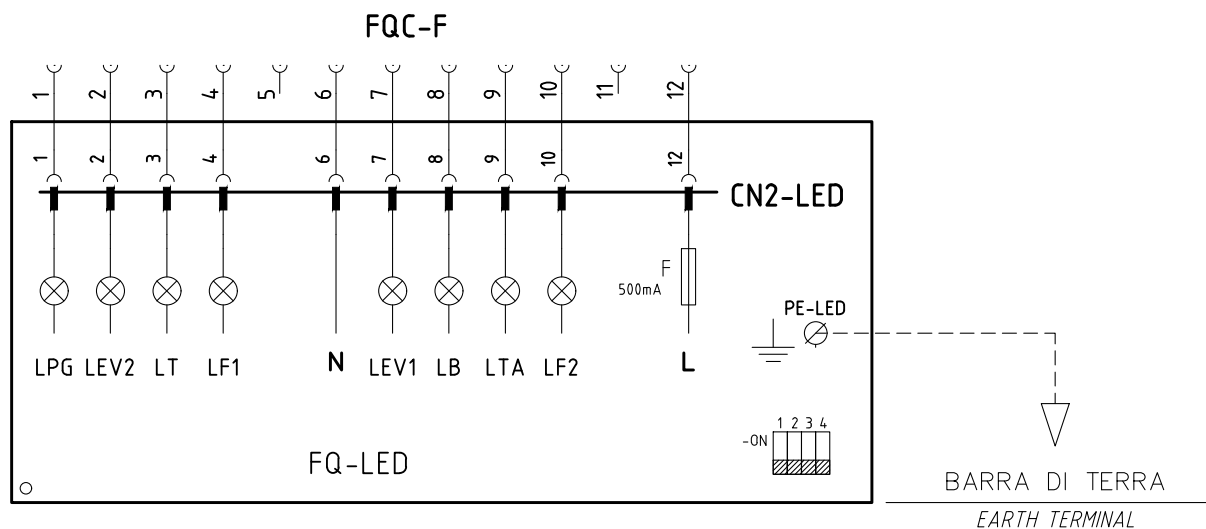 FQC-F
1 2 3 4 5 6 7 8 9 10 11 12
1 2 3 4 6 7 8 9 10 12
CN2-LED
F
500mA
PE-LED
LPG LEV2 LT LF1 N LEV1 LB LTA LF2 L
1 2 3 4
-ON
FQ-LED
BARRA DI TERRA
EARTH TERMINAL